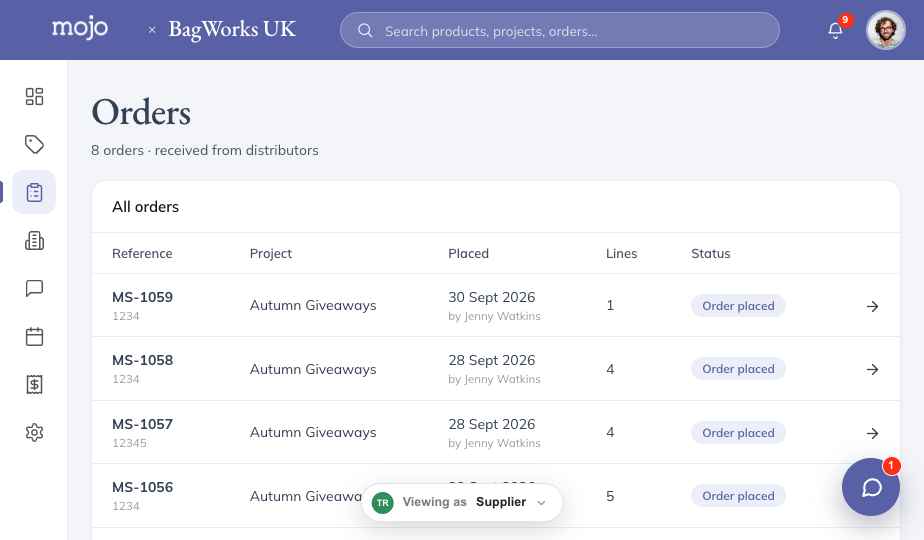 mojo
× BagWorks UK
Search products, projects, orders...
9
Orders
8 orders · received from distributors
All orders
Reference Project Placed Lines Status
MS-1059
1234
Autumn Giveaways
30 Sept 2026
by Jenny Watkins
1
Order placed
MS-1058
1234
Autumn Giveaways
28 Sept 2026
by Jenny Watkins
4
Order placed
MS-1057
12345
Autumn Giveaways
28 Sept 2026
by Jenny Watkins
4
Order placed
MS-1056
1234
Autumn
5
Order placed
TR Viewing as Supplier
1